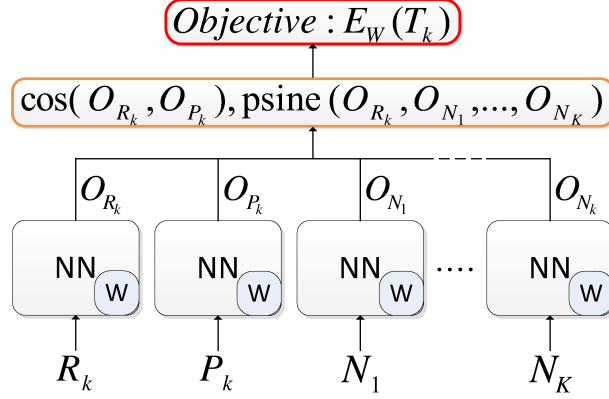 Objective : E_W (T_k)
cos( O_{R_k} , O_{P_k} ), psine ( O_{R_k} , O_{N_1} ,..., O_{N_K} )
O_{R_k} O_{P_k} O_{N_1} O_{N_k}
NN NN NN .... NN
W W W W
R_k P_k N_1 N_K